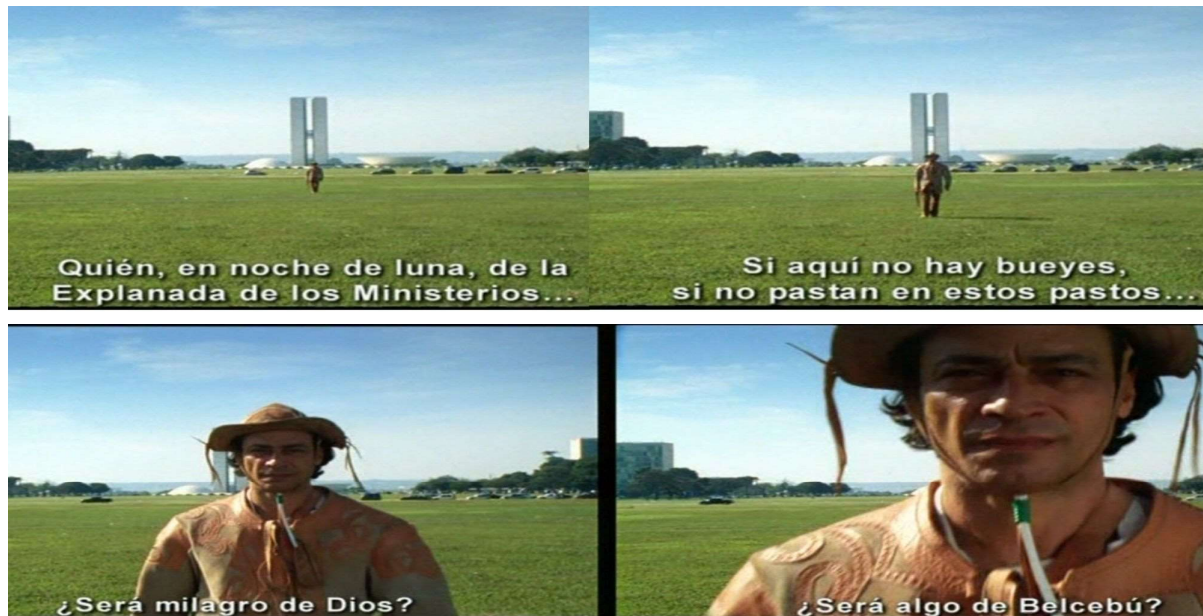 Quién, en noche de luna, de la
Explanada de los Ministerios...
Si aquí no hay bueyes,
si no pastan en estos pastos...
¿Será milagro de Dios?
¿Será algo de Belcebú?